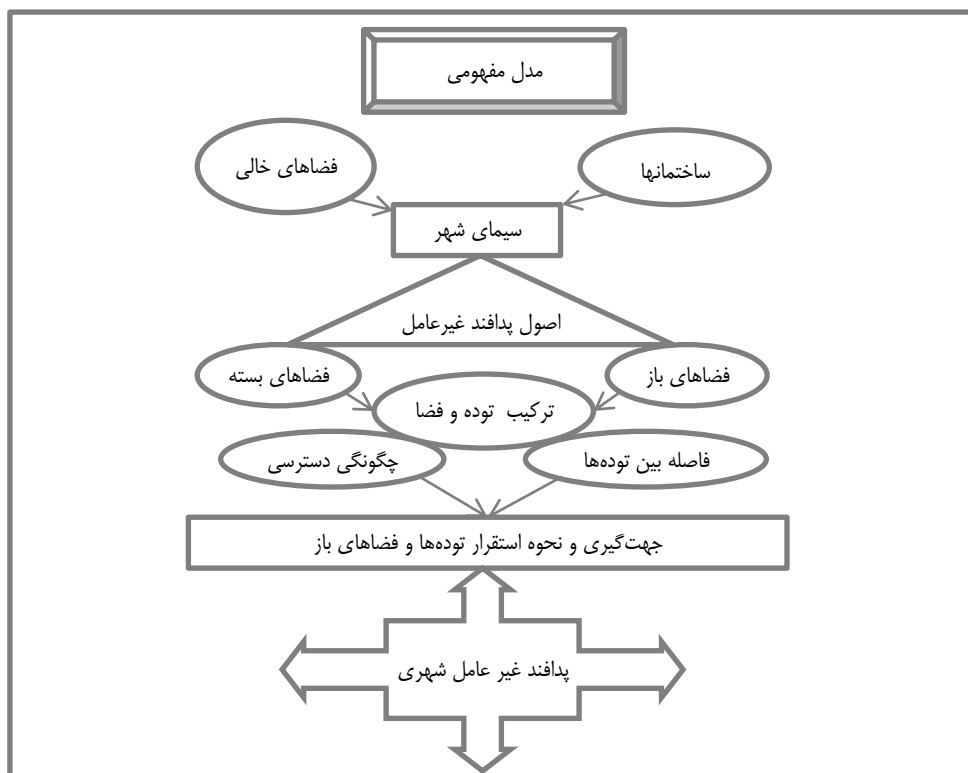 مدل مفهومی
ساختمانها
فضاهای خالی
سیمای شهر
اصول پدافند غیرعامل
فضاهای باز
فضاهای بسته
ترکیب توده و فضا
فاصله بین توده‌ها
چگونگی دسترسی
جهت‌گیری و نحوه استقرار توده‌ها و فضاهای باز
پدافند غیر عامل شهری